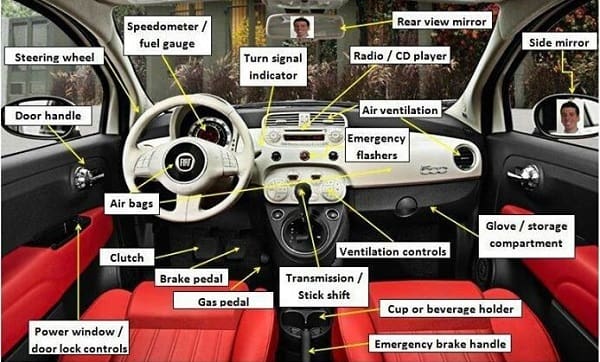 Speedometer /
fuel gauge
Rear view mirror
Side mirror
Steering wheel
Turn signal
indicator
Radio / CD player
Door handle
Air ventilation
Emergency
flashers
FIAT
500
Air bags
Glove / storage
compartment
Clutch
Ventilation controls
Brake pedal
Transmission /
Stick shift
Gas pedal
Cup or beverage holder
Power window /
door lock controls
Emergency brake handle